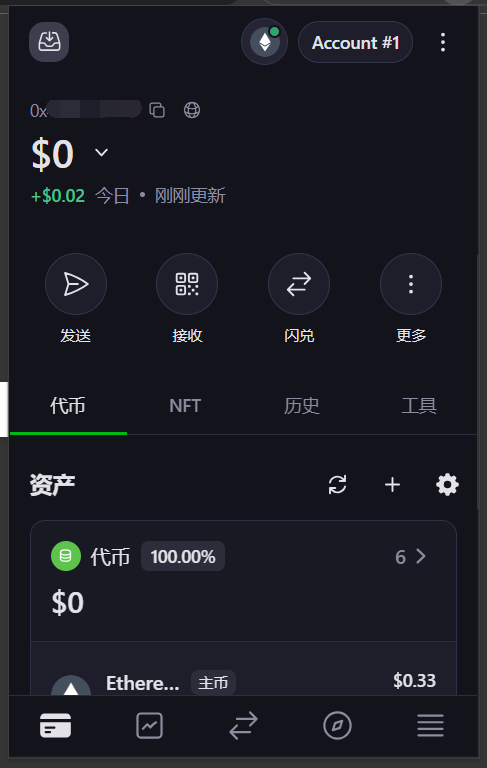 Account #1
0x
$0
+$0.02 今日 • 刚刚更新
发送 接收 闪兑 更多
代币 NFT 历史 工具
资产
代币 100.00% 6
$0
Ethere... 主币 $0.33